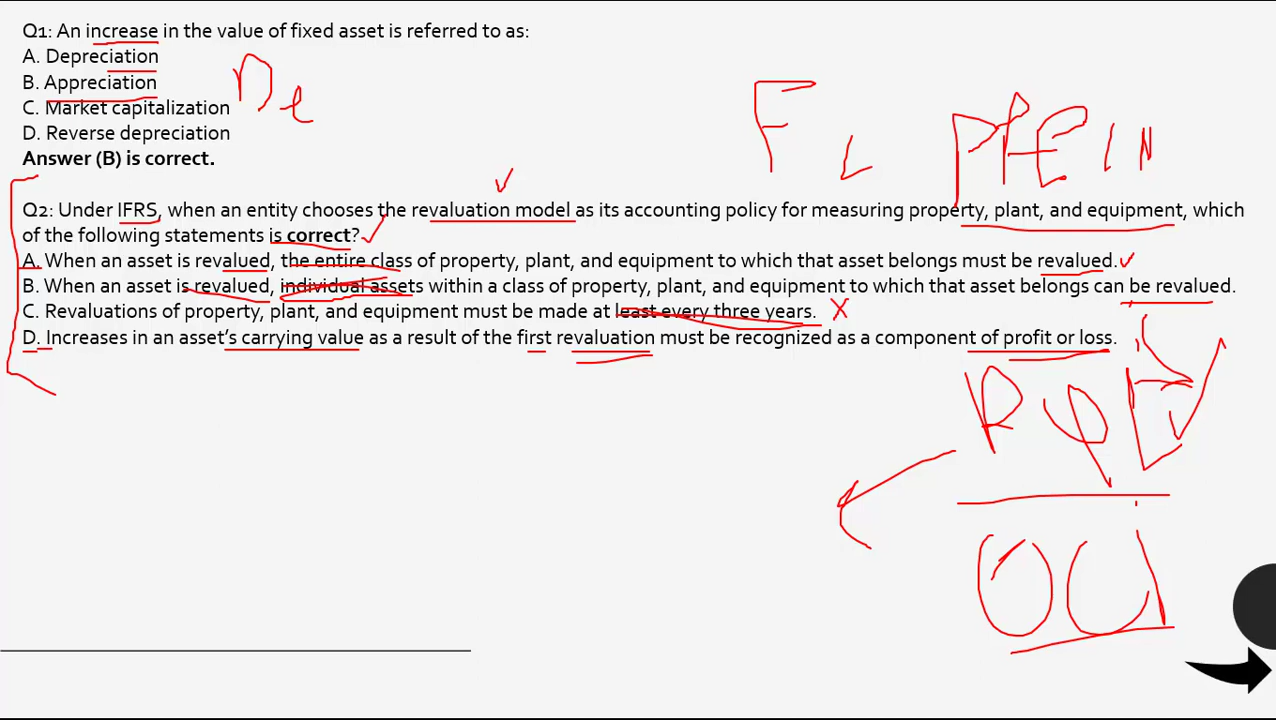 Q1: An increase in the value of fixed asset is referred to as:
A. Depreciation
B. Appreciation
C. Market capitalization
D. Reverse depreciation
Answer (B) is correct.
De
F L
Q2: Under IFRS, when an entity chooses the revaluation model as its accounting policy for measuring property, plant, and equipment, which
of the following statements is correct?
A. When an asset is revalued, the entire class of property, plant, and equipment to which that asset belongs must be revalued.
B. When an asset is revalued, individual assets within a class of property, plant, and equipment to which that asset belongs can be revalued.
C. Revaluations of property, plant, and equipment must be made at least every three years.
D. Increases in an asset's carrying value as a result of the first revaluation must be recognized as a component of profit or loss.
OCI